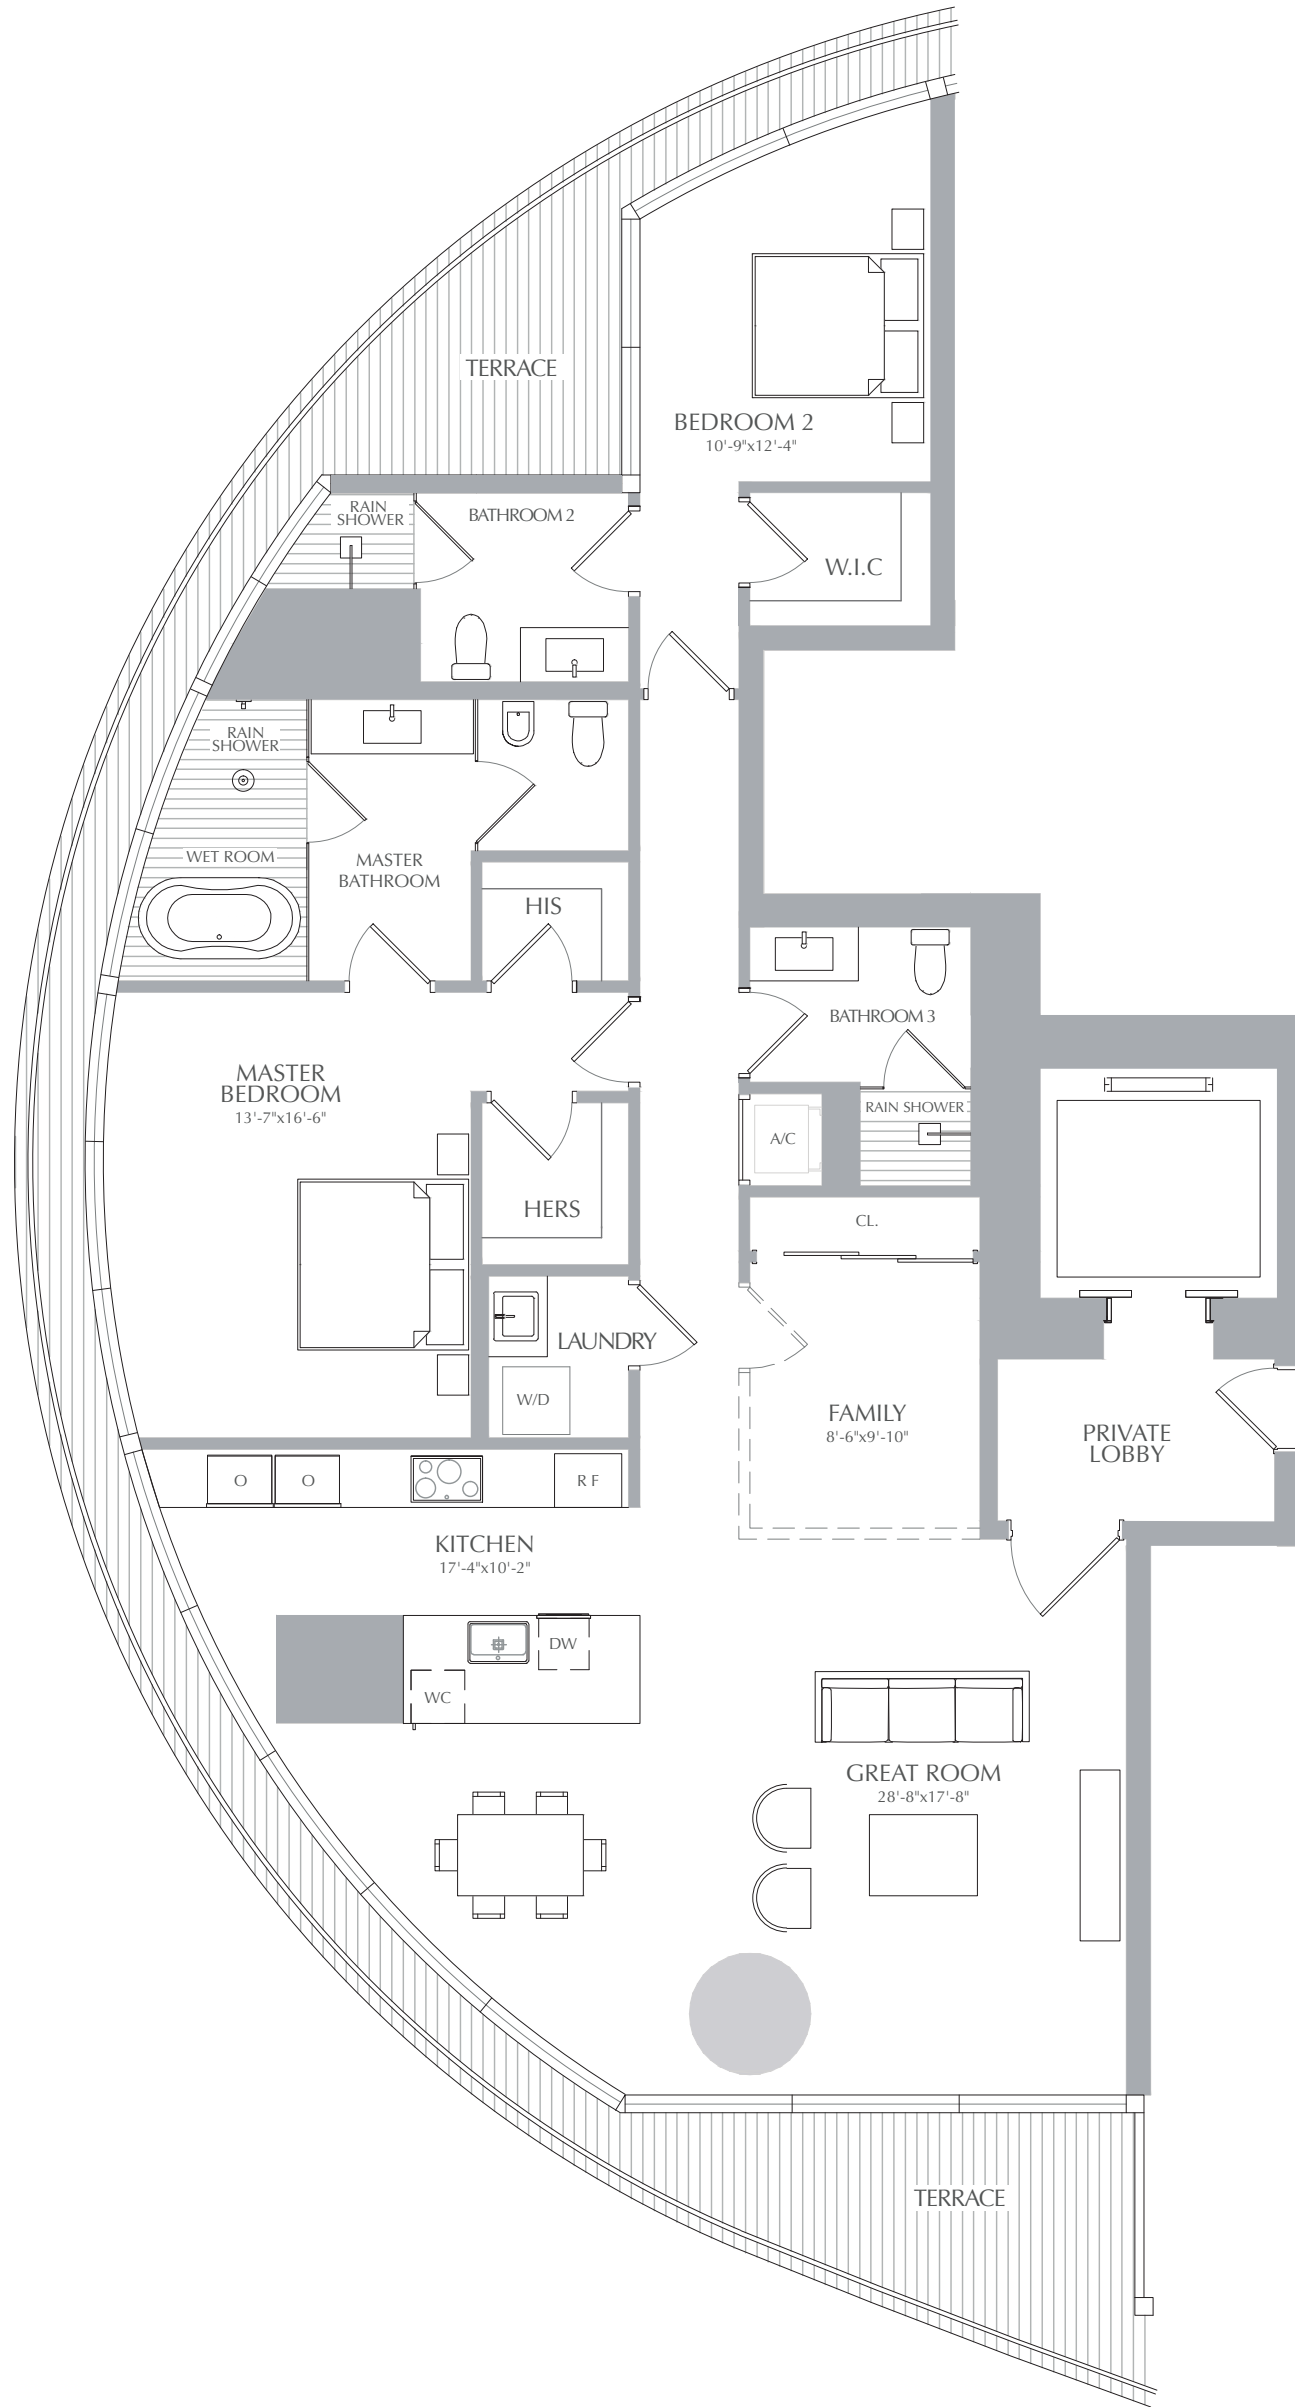 TERRACE
BEDROOM 2
10'-9"x12'-4"
RAIN
SHOWER
BATHROOM 2
W.I.C
RAIN
SHOWER
WET ROOM
MASTER
BATHROOM
HIS
BATHROOM 3
MASTER
BEDROOM
13'-7"x16'-6"
RAIN SHOWER
A/C
HERS
CL.
LAUNDRY
W/D
FAMILY
8'-6"x9'-10"
PRIVATE
LOBBY
O
O
R F
KITCHEN
17'-4"x10'-2"
DW
WC
GREAT ROOM
28'-8"x17'-8"
TERRACE